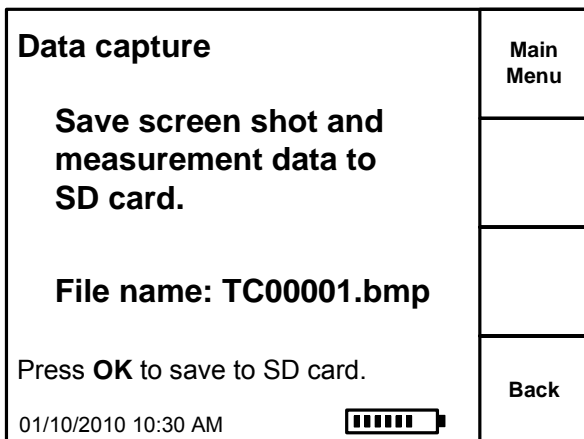 Data capture
Main
Menu
Save screen shot and
measurement data to
SD card.
File name: TC00001.bmp
Press OK to save to SD card.
Back
01/10/2010 10:30 AM